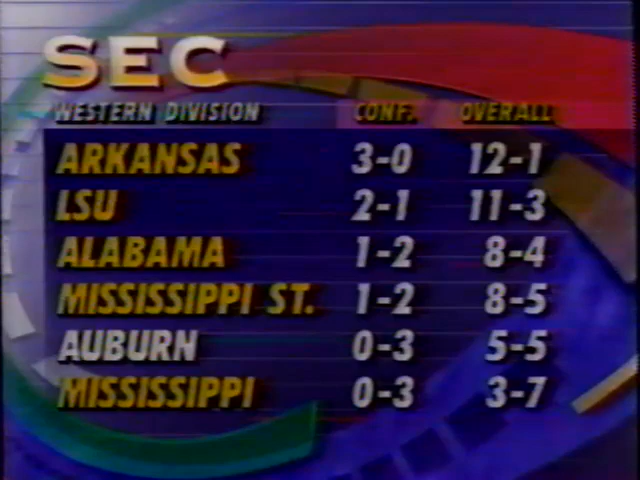 SEC
WESTERN DIVISION CONF. OVERALL
ARKANSAS 3-0 12-1
LSU 2-1 11-3
ALABAMA 1-2 8-4
MISSISSIPPI ST. 1-2 8-5
AUBURN 0-3 5-5
MISSISSIPPI 0-3 3-7